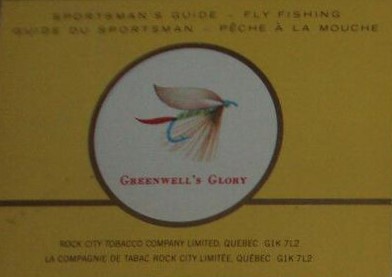 SPORTSMAN'S GUIDE - FLY FISHING
GUIDE DU SPORTSMAN - PÊCHE À LA MOUCHE
GREENWELL'S GLORY
ROCK CITY TOBACCO COMPANY LIMITED, QUÉBEC G1K 7L2
LA COMPAGNIE DE TABAC ROCK CITY LIMITÉE, QUÉBEC G1K 7L2